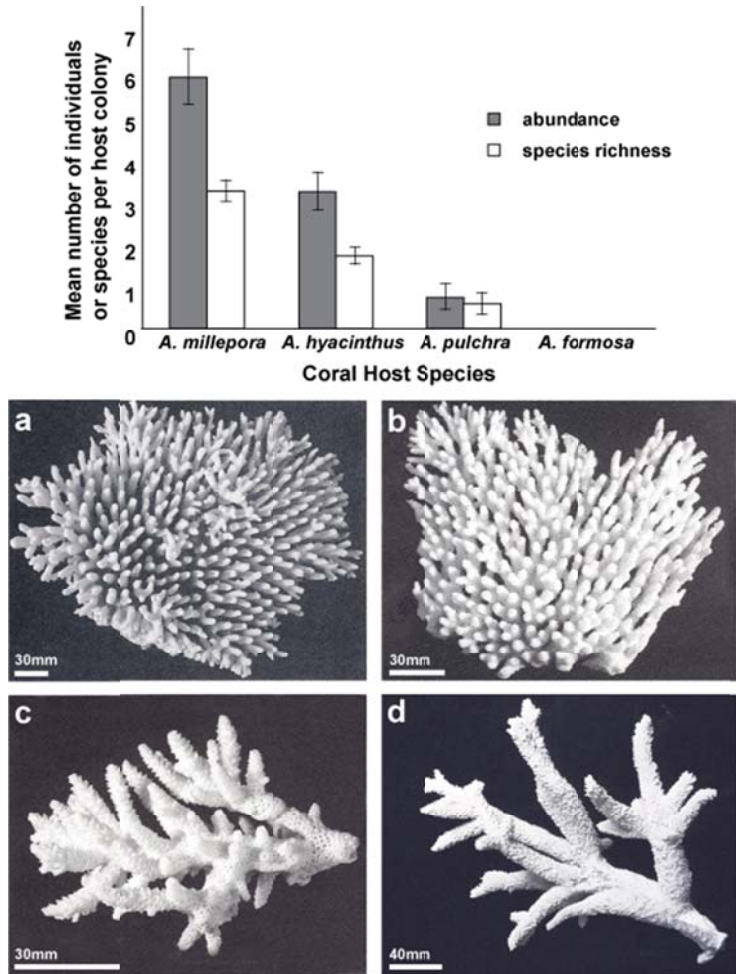 Mean number of individuals
or species per host colony
7
6
5
4
3
2
1
0
abundance
species richness
A. millepora A. hyacinthus A. pulchra A. formosa
Coral Host Species
a
30mm
b
30mm
c
30mm
d
40mm